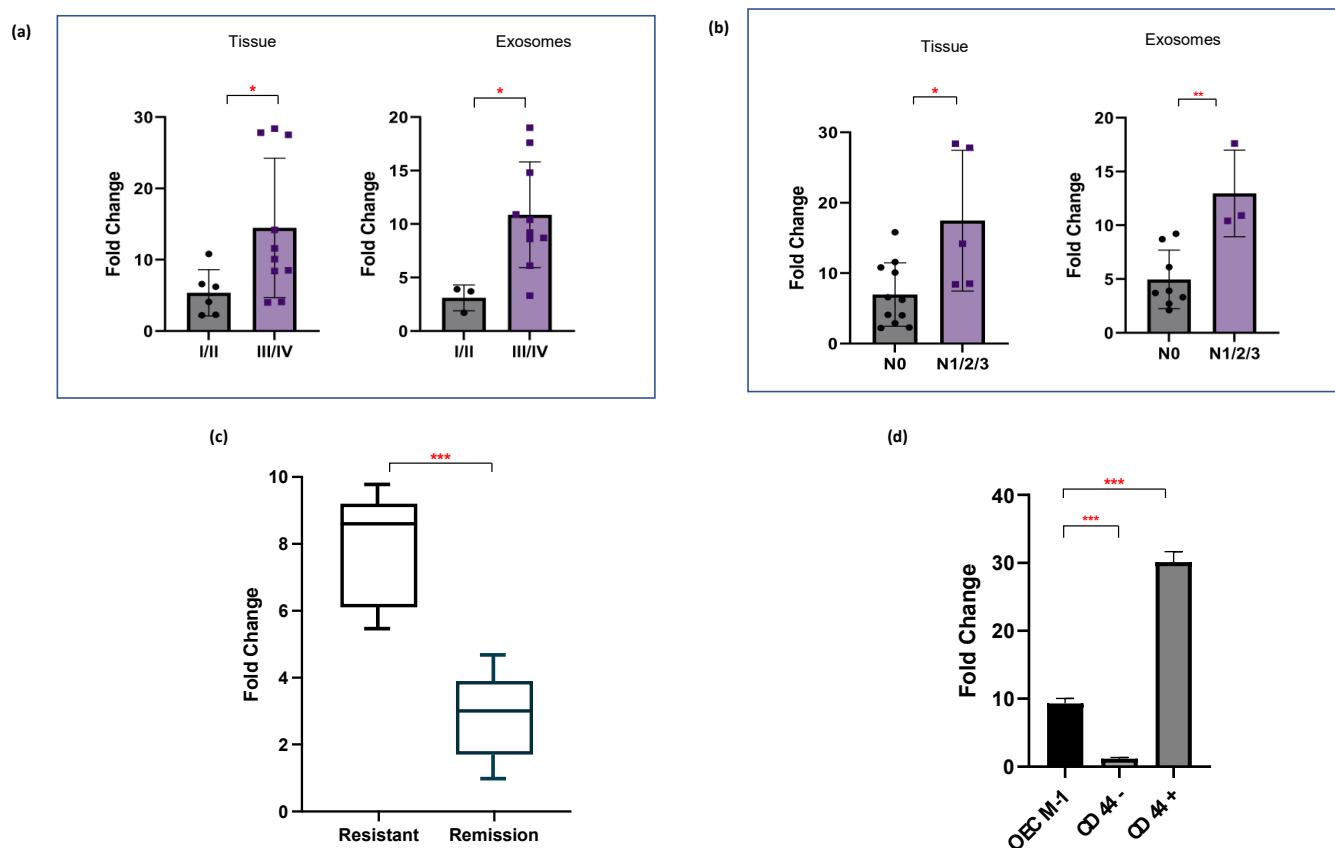 (a)
Tissue
Exosomes
*
*
Fold Change
30
20
10
0
I/II
III/IV
Fold Change
20
15
10
5
0
I/II
III/IV
(b)
Tissue
Exosomes
*
**
Fold Change
30
20
10
0
N0
N1/2/3
Fold Change
20
15
10
5
0
N0
N1/2/3
(c)
***
Fold Change
10
8
6
4
2
0
Resistant
Remission
(d)
***
***
Fold Change
40
30
20
10
0
OEC M-1
CD 44 -
CD 44 +